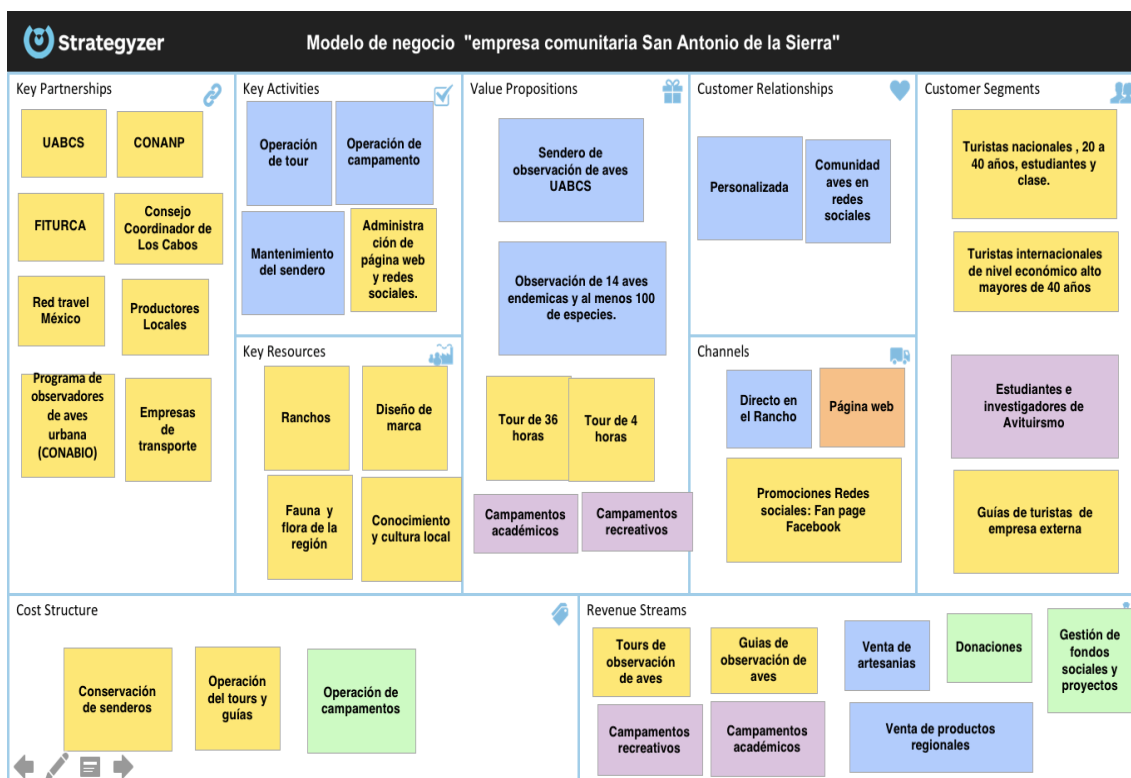 Strategyzer
Modelo de negocio "empresa comunitaria San Antonio de la Sierra"
Key Partnerships
UABCS
CONANP
FITURCA
Consejo
Coordinador de
Los Cabos
Red travel
México
Productores
Locales
Programa de
observadores
de aves
urbana
(CONABIO)
Empresas
de
transporte
Key Activities
Operación
de tour
Operación de
campamento
Mantenimiento
del sendero
Administra
ción de
página web
y redes
sociales.
Key Resources
Ranchos
Diseño de
marca
Fauna y
flora de la
región
Conocimiento
y cultura local
Value Propositions
Sendero de
observación de aves
UABCS
Observación de 14 aves
endemicas y al menos 100
de especies.
Tour de 36
horas
Tour de 4
horas
Campamentos
académicos
Campamentos
recreativos
Customer Relationships
Personalizada
Comunidad
aves en
redes
sociales
Channels
Directo en
el Rancho
Página web
Promociones Redes
sociales: Fan page
Facebook
Customer Segments
Turistas nacionales , 20 a
40 años, estudiantes y
clase.
Turistas internacionales
de nivel económico alto
mayores de 40 años
Estudiantes e
investigadores de
Avituirsmo
Guías de turistas de
empresa externa
Cost Structure
Conservación
de senderos
Operación
del tours y
guías
Operación de
campamentos
Revenue Streams
Tours de
observación
de aves
Guias de
observación de
aves
Venta de
artesanias
Donaciones
Gestión de
fondos
sociales y
proyectos
Campamentos
recreativos
Campamentos
académicos
Venta de productos
regionales